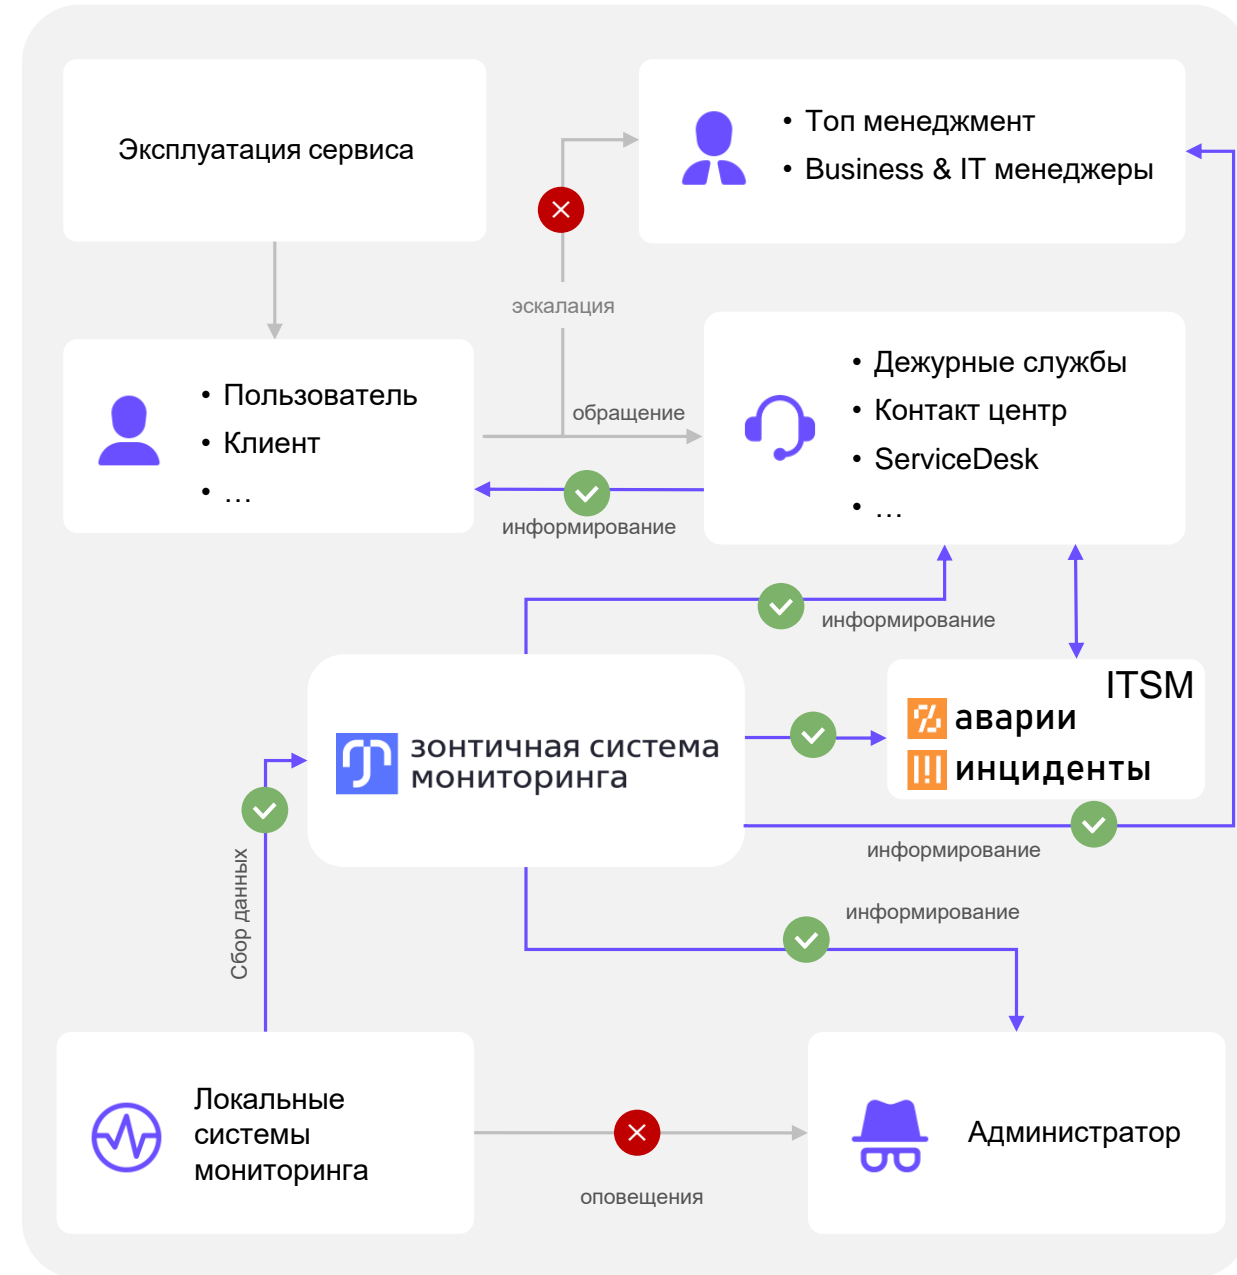 Эксплуатация сервиса
• Топ менеджмент
• Business & IT менеджеры
эскалация
• Пользователь
• Клиент
• …
обращение
• Дежурные службы
• Контакт центр
• ServiceDesk
• …
информирование
информирование
зонтичная система
мониторинга
ITSM
аварии
инциденты
информирование
информирование
Сбор данных
Локальные
системы
мониторинга
оповещения
Администратор